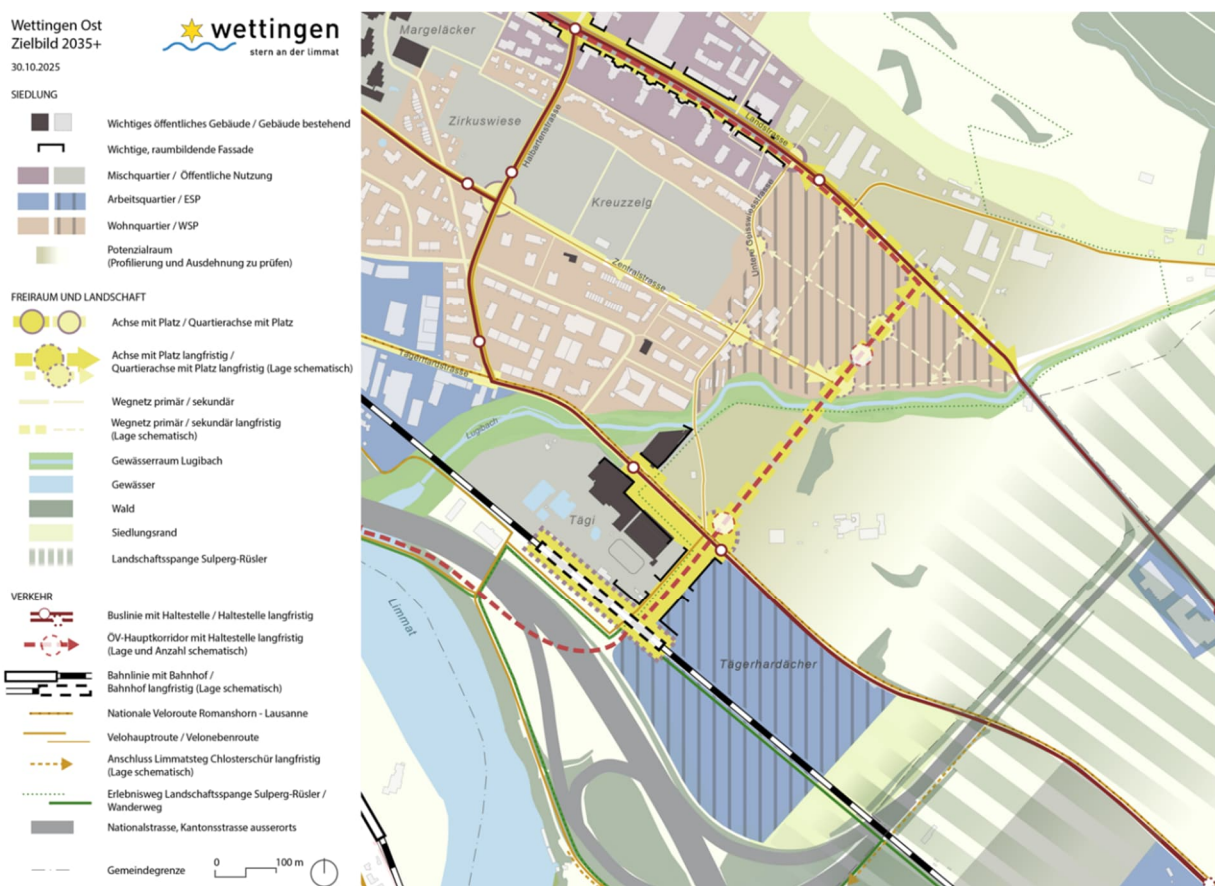 Wettingen Ost
Zielbild 2035+
30.10.2025
wettingen
stern an der limmat
SIEDLUNG
Wichtiges öffentliches Gebäude / Gebäude bestehend
Wichtige, raumbildende Fassade
Mischquartier / Öffentliche Nutzung
Arbeitsquartier / ESP
Wohnquartier / WSP
Potenzialraum
(Profilierung und Ausdehnung zu prüfen)
FREIRAUM UND LANDSCHAFT
Achse mit Platz / Quartierachse mit Platz
Achse mit Platz langfristig /
Quartierachse mit Platz langfristig (Lage schematisch)
Wegnetz primär / sekundär
Wegnetz primär / sekundär langfristig
(Lage schematisch)
Gewässerraum Lugibach
Gewässer
Wald
Siedlungsrand
Landschaftsspange Sulperg-Rüsler
VERKEHR
Buslinie mit Haltestelle / Haltestelle langfristig
ÖV-Hauptkorridor mit Haltestelle langfristig
(Lage und Anzahl schematisch)
Bahnlinie mit Bahnhof /
Bahnhof langfristig (Lage schematisch)
Nationale Veloroute Romanshorn - Lausanne
Velohauptroute / Velonebenroute
Anschluss Limmatsteg Chlosterschür langfristig
(Lage schematisch)
Erlebnisweg Landschaftsspange Sulperg-Rüsler /
Wanderweg
Nationalstrasse, Kantonsstrasse ausserorts
Gemeindegrenze
0 100 m
Margeläcker
Zirkuswiese
Halbartenstrasse
Landstrasse
Kreuzzelg
Untere Geisswiesstrasse
Zentralstrasse
Tägerhardstrasse
Lugibach
Tägi
Limmat
Tägerhardächer